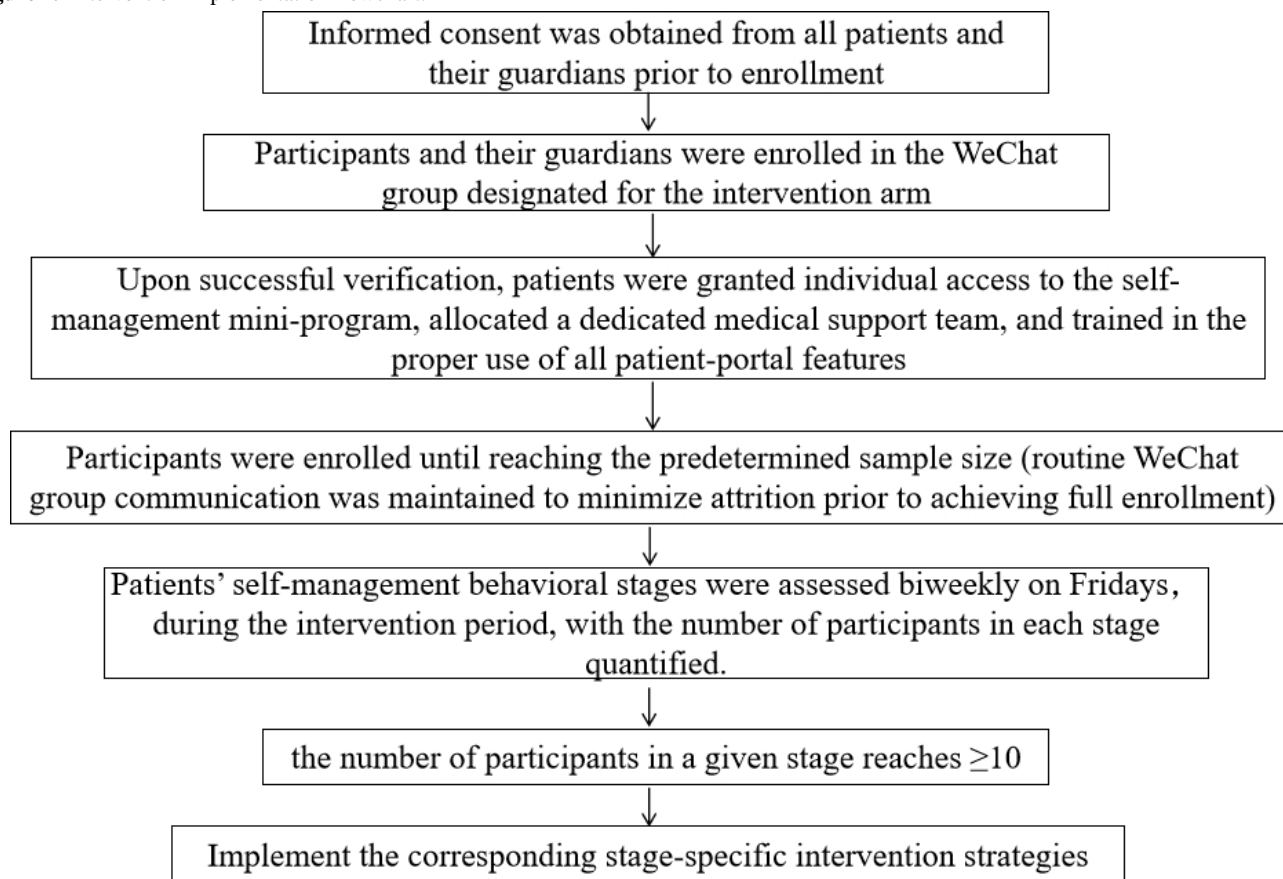 Informed consent was obtained from all patients and
their guardians prior to enrollment
Participants and their guardians were enrolled in the WeChat
group designated for the intervention arm
Upon successful verification, patients were granted individual access to the self-
management mini-program, allocated a dedicated medical support team, and trained in the
proper use of all patient-portal features
Participants were enrolled until reaching the predetermined sample size (routine WeChat
group communication was maintained to minimize attrition prior to achieving full enrollment)
Patients’ self-management behavioral stages were assessed biweekly on Fridays,
during the intervention period, with the number of participants in each stage
quantified.
the number of participants in a given stage reaches ≥10
Implement the corresponding stage-specific intervention strategies